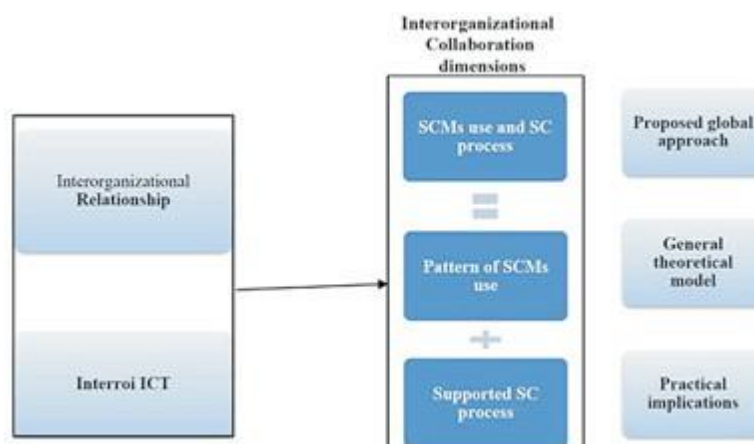 Interorganizational
Collaboration
dimensions
Interorganizational
Relationship
Interroi ICT
SCMs use and SC
process
=
Pattern of SCMs
use
+
Supported SC
process
Proposed global
approach
General
theoretical
model
Practical
implications